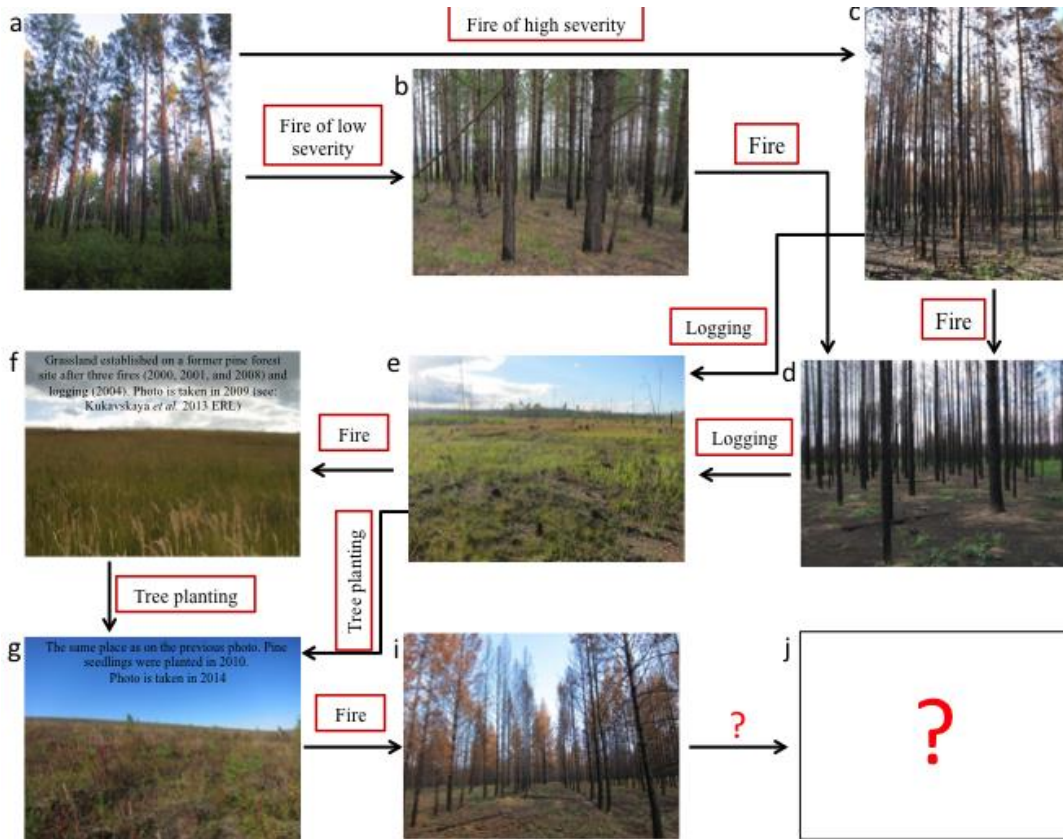 a
Fire of high severity
c
b
Fire of low
severity
Fire
Logging
Fire
f
Grassland established on a former pine forest
site after three fires (2000, 2001, and 2008) and
logging (2004). Photo is taken in 2009 (see:
Kukavskaya et al. 2013 ERL)
e
d
Fire
Logging
Tree planting
Tree planting
g
The same place as on the previous photo. Pine
seedlings were planted in 2010.
Photo is taken in 2014
i
j
Fire
?
?